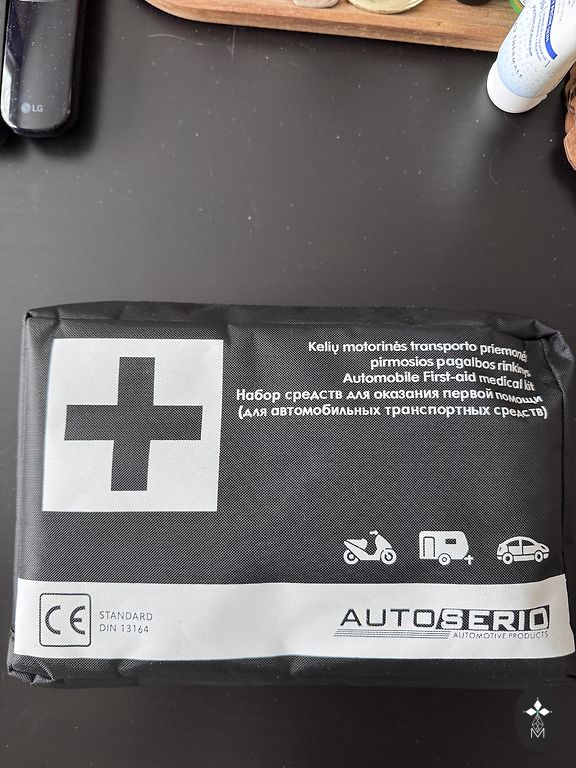 LG
Kelių motorinės transporto priemonė
pirmosios pagalbos rinkinys
Automobile First-aid medical kit
Набор средств для оказания первой помощи
(для автомобильных транспортных средств)
CE
STANDARD
DIN 13164
AUTOSERIO
AUTOMOTIVE PRODUCTS
M